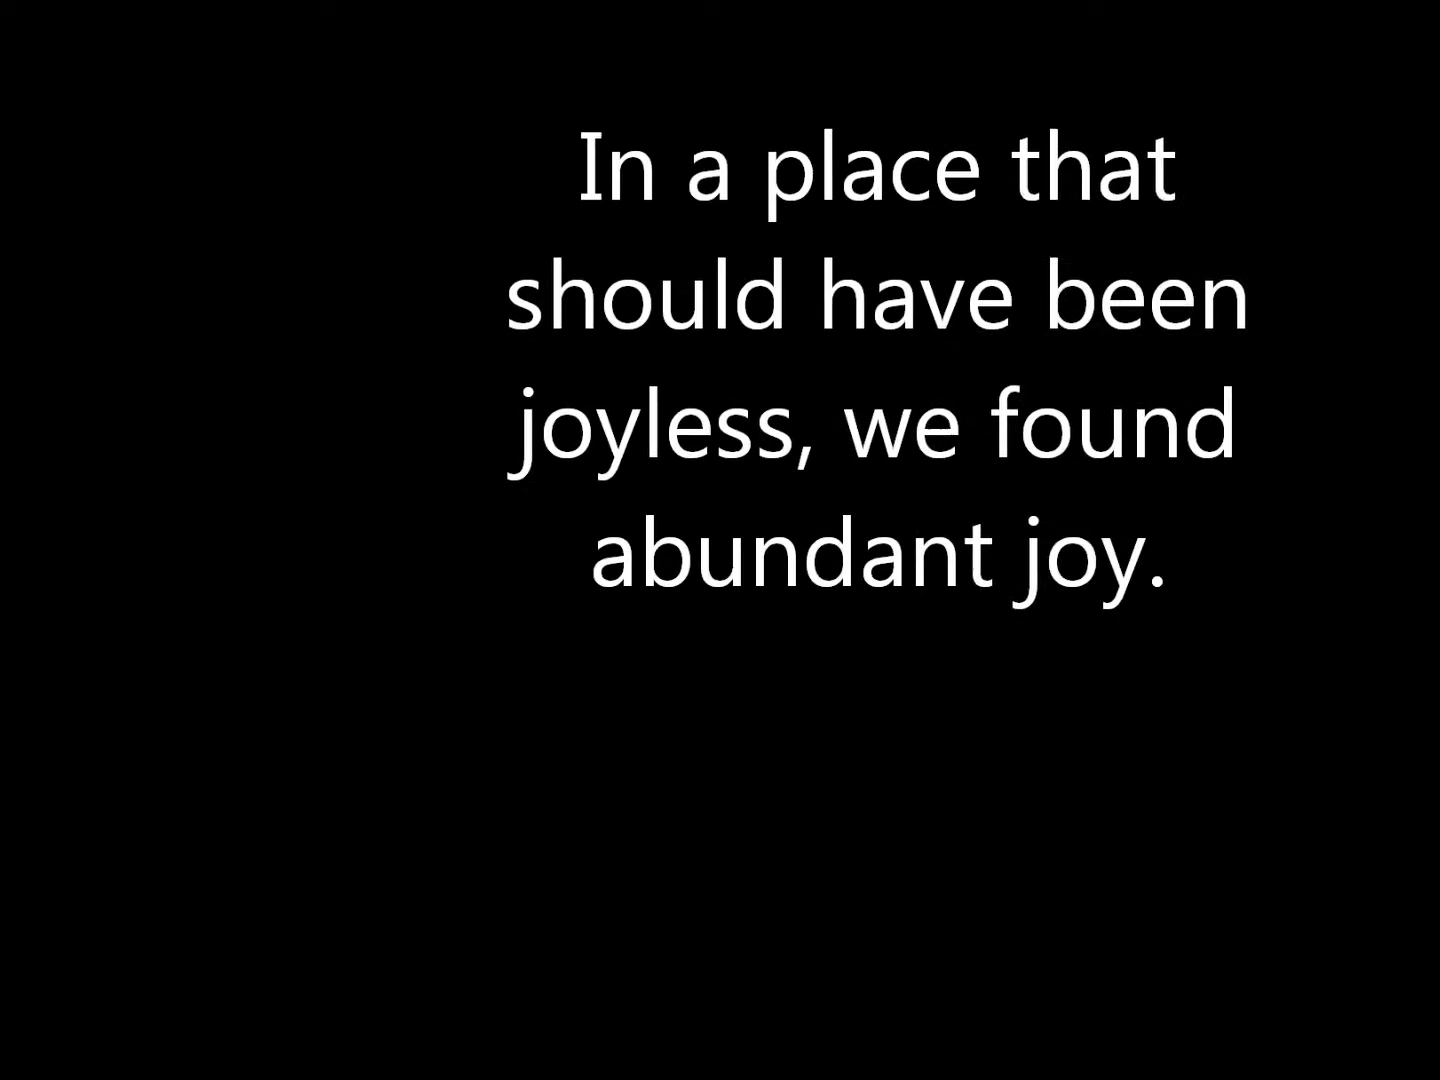 In a place that
should have been
joyless, we found
abundant joy.